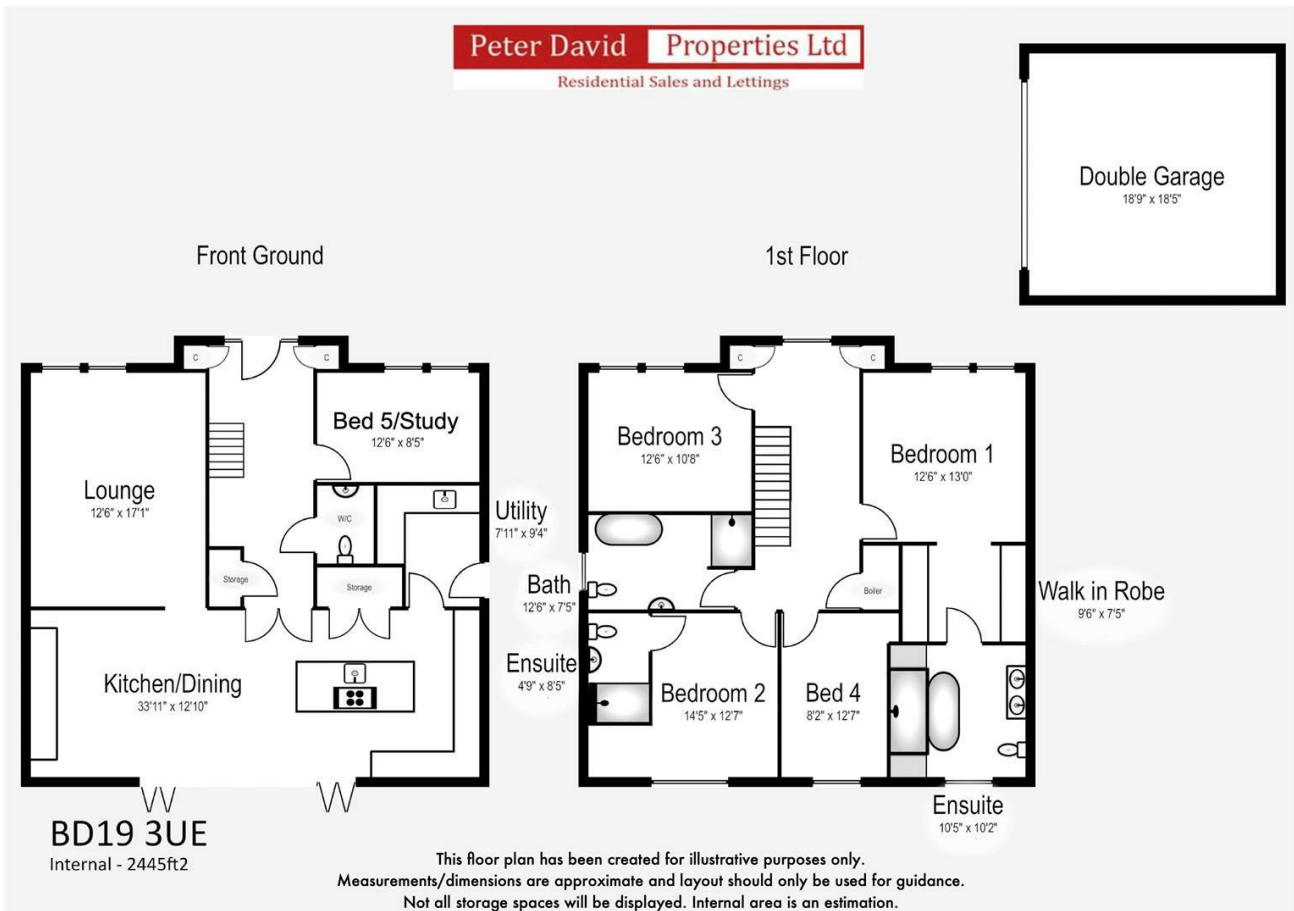 Peter David Properties Ltd
Residential Sales and Lettings
Double Garage
18'9" x 18'5"
Front Ground
1st Floor
C
C
C
C
Bed 5/Study
12'6" x 8'5"
Lounge
12'6" x 17'1"
W/C
Utility
7'11" x 9'4"
Storage
Storage
Kitchen/Dining
33'11" x 12'10"
Bedroom 3
12'6" x 10'8"
Bedroom 1
12'6" x 13'0"
Bath
12'6" x 7'5"
Boiler
Walk in Robe
9'6" x 7'5"
Ensuite
4'9" x 8'5"
Bedroom 2
14'5" x 12'7"
Bed 4
8'2" x 12'7"
Ensuite
10'5" x 10'2"
BD19 3UE
Internal - 2445ft2
This floor plan has been created for illustrative purposes only.
Measurements/dimensions are approximate and layout should only be used for guidance.
Not all storage spaces will be displayed. Internal area is an estimation.